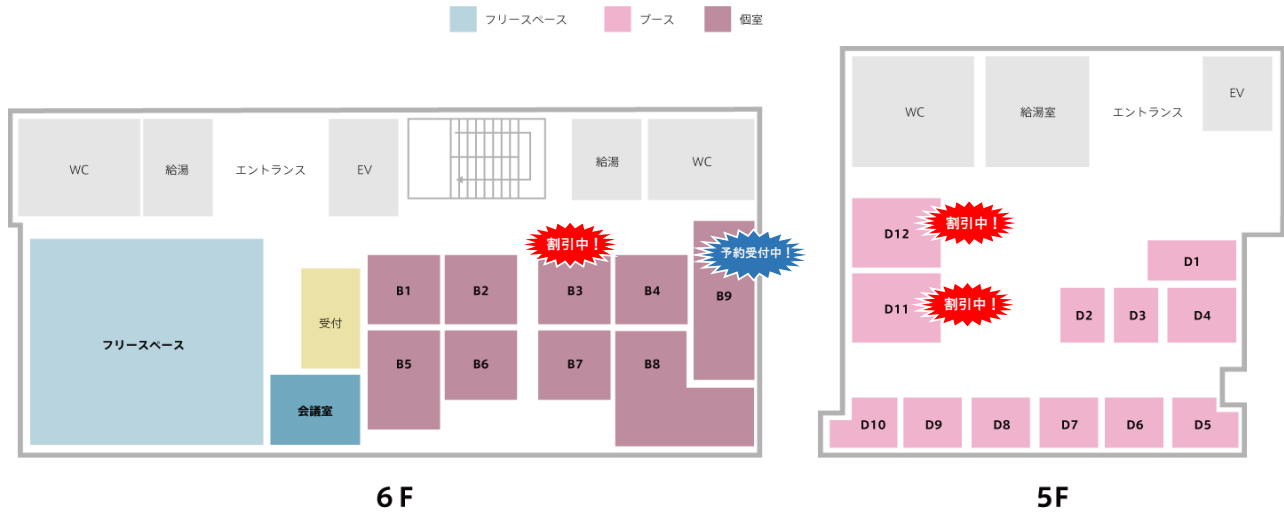 フリースペース
ブース
個室
WC
給湯
エントランス
EV
給湯
WC
割引中！
予約受付中！
B1
B2
B3
B4
B9
受付
フリースペース
B5
B6
B7
B8
会議室
6F
WC
給湯室
エントランス
EV
D12
割引中！
D1
D11
割引中！
D2
D3
D4
D10
D9
D8
D7
D6
D5
5F